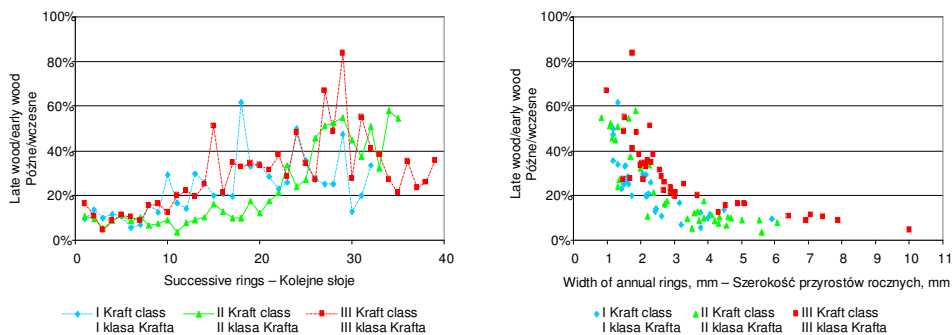 100%
80%
60%
40%
20%
0%
Late wood/early wood
Późne/wczesne
0 10 20 30 40
Successive rings – Kolejne słoje
I Kraft class II Kraft class III Kraft class
I klasa Krafta II klasa Krafta III klasa Krafta
100%
80%
60%
40%
20%
0%
Late wood/early wood
Późne/wczesne
0 1 2 3 4 5 6 7 8 9 10 11
Width of annual rings, mm – Szerokość przyrostów rocznych, mm
I Kraft class II Kraft class III Kraft class
I klasa Krafta II klasa Krafta III klasa Krafta